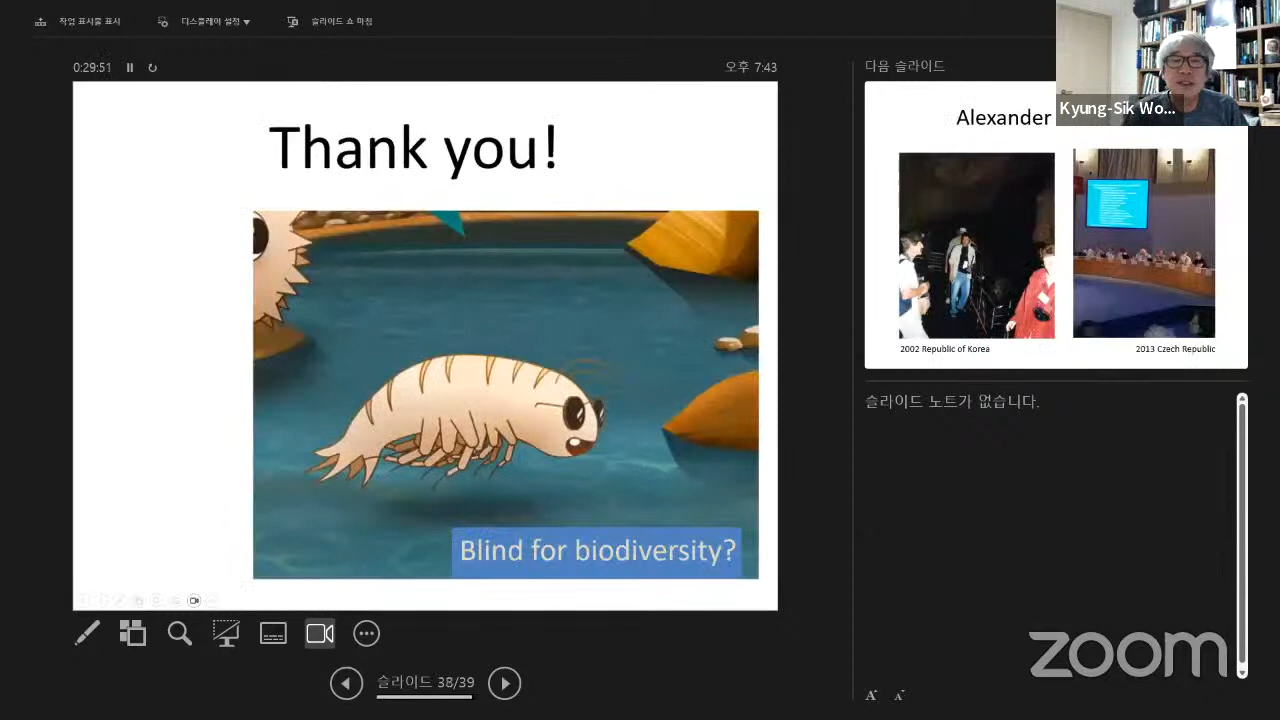 작업 표시줄 표시
디스플레이 설정 ▼
슬라이드 쇼 마침
0:29:51
오후 7:43
Thank you!
Blind for biodiversity?
슬라이드 38/39
다음 슬라이드
Kyung-Sik Wo...
Alexander
2002 Republic of Korea
2013 Czech Republic
슬라이드 노트가 없습니다.
zoom